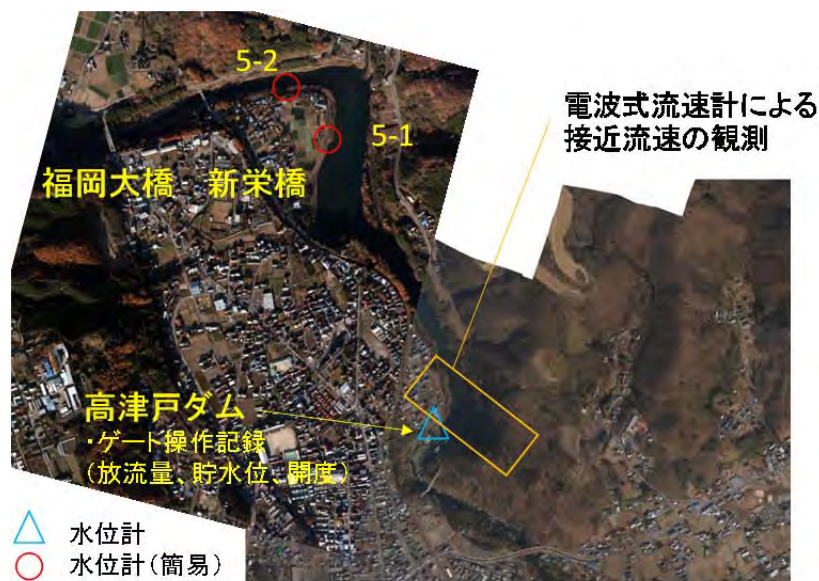 5-2
5-1
電波式流速計による
接近流速の観測
福岡大橋 新栄橋
高津戸ダム
・ゲート操作記録
(放流量、貯水位、開度)
水位計
水位計(簡易)